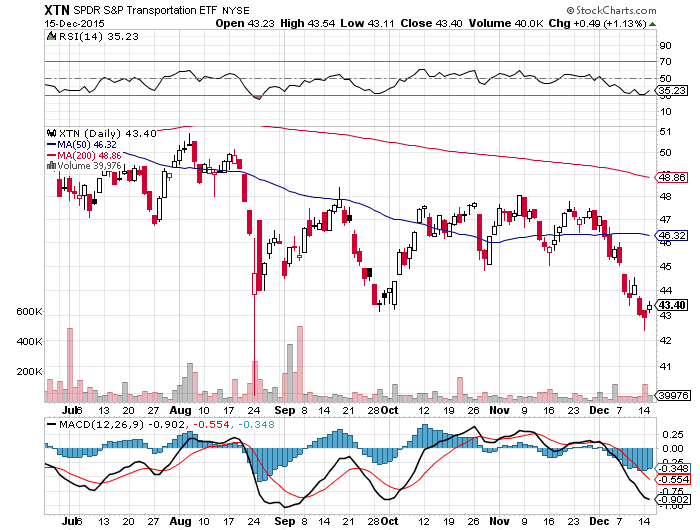 XTN SPDR S&P Transportation ETF NYSE © StockCharts.com
15-Dec-2015 Open 43.23 High 43.54 Low 43.11 Close 43.40 Volume 40.0K Chg +0.49 (+1.13%)
RSI(14) 35.23
90
70
50
35.23
30
10
XTN (Daily) 43.40
MA(50) 46.32
MA(200) 48.86
Volume 39,976
51
50
49
48.86
48
47
46.32
46
45
44
43.40
43
42
41
600K
400K
200K
39976
Jul 6 13 20 27 Aug 10 17 24 Sep 8 14 21 28 Oct 12 19 26 Nov 9 16 23 Dec 7 14
MACD(12,26,9) -0.902, -0.554, -0.348
0.25
0.00
-0.25
-0.348
-0.554
-0.75
-0.902
-1.00
Jul 6 13 20 27 Aug 10 17 24 Sep 8 14 21 28 Oct 12 19 26 Nov 9 16 23 Dec 7 14